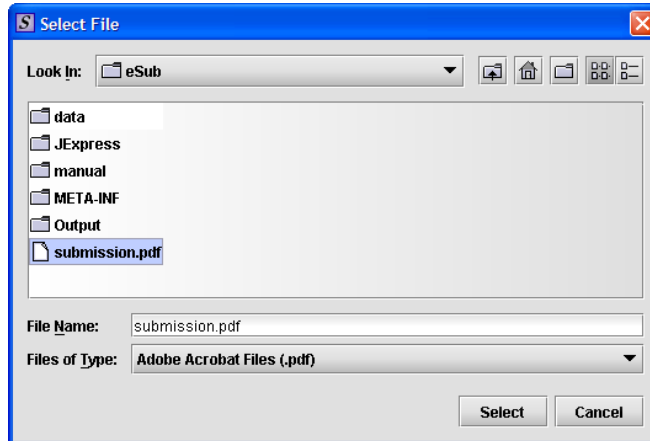 S Select File
Look In: eSub
data
JExpress
manual
META-INF
Output
submission.pdf
File Name: submission.pdf
Files of Type: Adobe Acrobat Files (.pdf)
Select Cancel